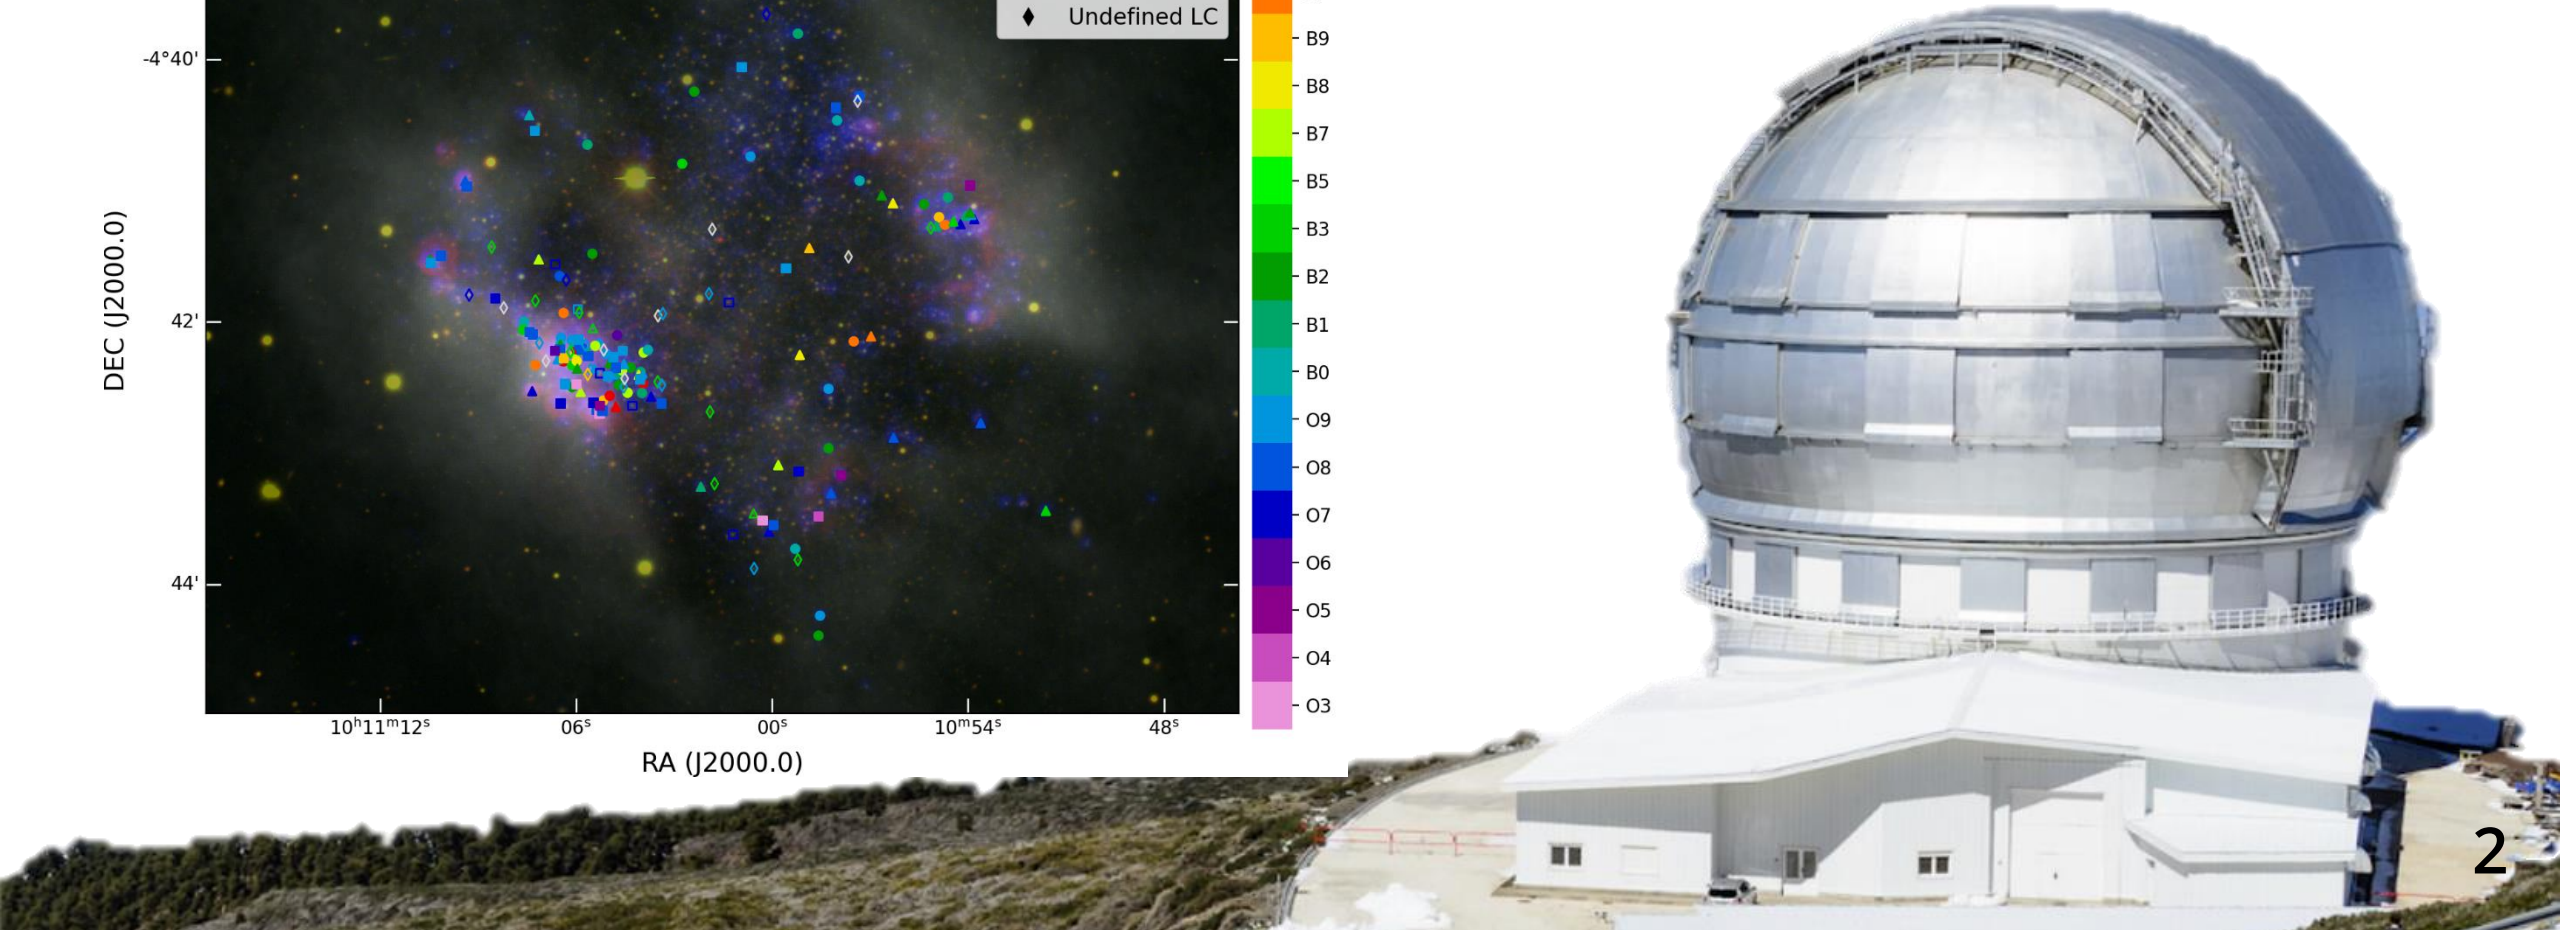 Undefined LC
-4°40'
42'
44'
DEC (J2000.0)
10ʰ11ᵐ12ˢ
06ˢ
00ˢ
10ᵐ54ˢ
48ˢ
RA (J2000.0)
B9
B8
B7
B5
B3
B2
B1
B0
O9
O8
O7
O6
O5
O4
O3
2